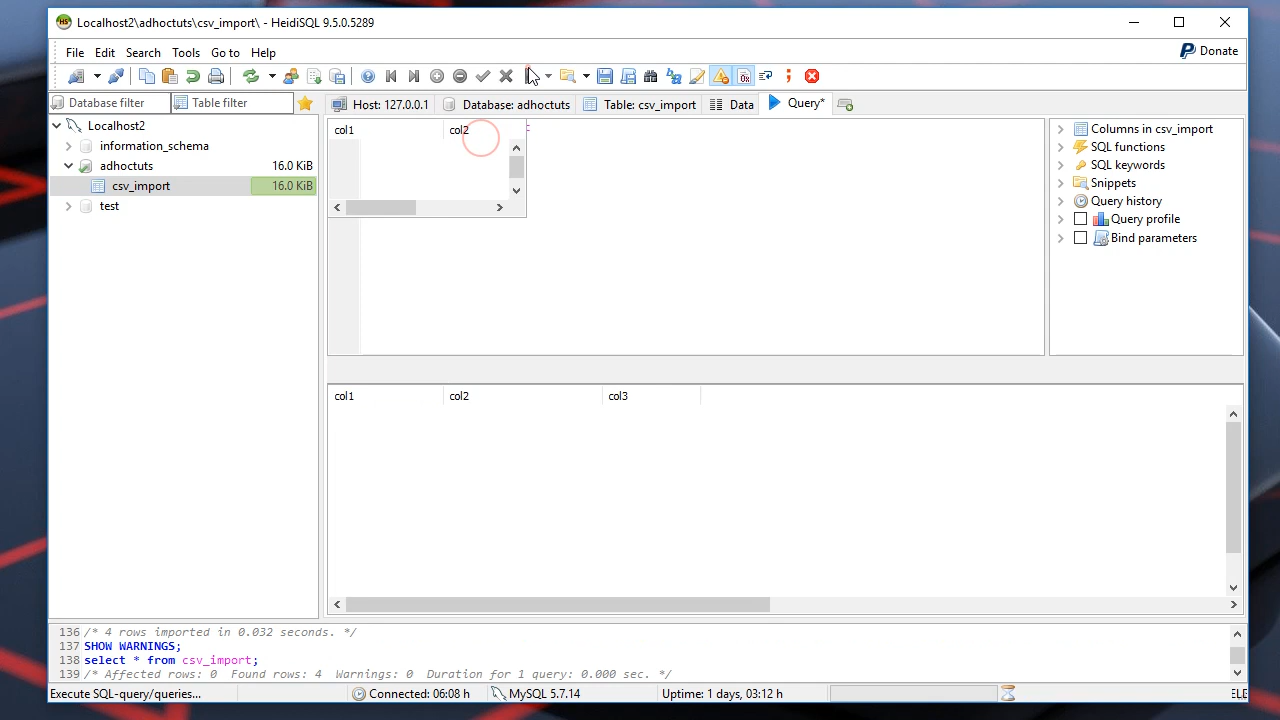 Localhost2\adhoctuts\csv_import\ - HeidiSQL 9.5.0.5289
File Edit Search Tools Go to Help
Donate
Database filter Table filter
Host: 127.0.0.1 Database: adhoctuts Table: csv_import Data Query*
Localhost2
information_schema
adhoctuts 16.0 KiB
csv_import 16.0 KiB
test
col1 col2
Columns in csv_import
SQL functions
SQL keywords
Snippets
Query history
Query profile
Bind parameters
col1 col2 col3
136 /* 4 rows imported in 0.032 seconds. */
137 SHOW WARNINGS;
138 select * from csv_import;
139 /* Affected rows: 0 Found rows: 4 Warnings: 0 Duration for 1 query: 0.000 sec. */
Execute SQL-query/queries... Connected: 06:08 h MySQL 5.7.14 Uptime: 1 days, 03:12 h